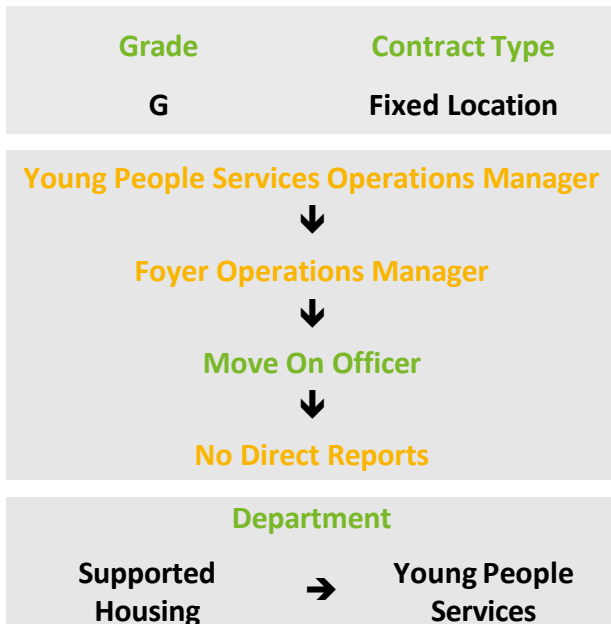 Grade Contract Type
G Fixed Location
Young People Services Operations Manager
Foyer Operations Manager
Move On Officer
No Direct Reports
Department
Supported Young People
Housing Services